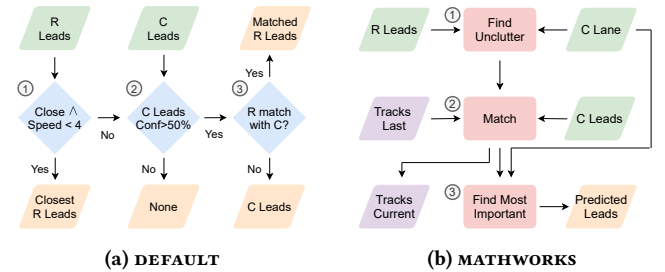 R
Leads
C
Leads
Matched
R Leads
1
Close ∧
Speed < 4
No
2
C Leads
Conf>50%
Yes
3
R match
with C?
Yes
Yes
No
No
Closest
R Leads
None
C Leads
(a) DEFAULT
R Leads
1
Find
Unclutter
C Lane
Tracks
Last
2
Match
C Leads
Tracks
Current
3
Find Most
Important
Predicted
Leads
(b) MATHWORKS